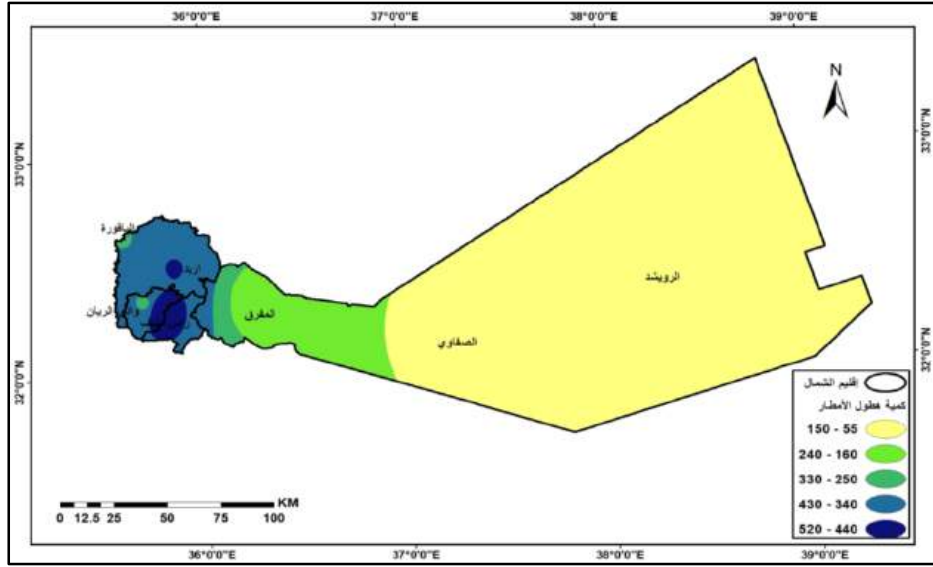 36°0'0"E 37°0'0"E 38°0'0"E 39°0'0"E
33°0'0"N
33°0'0"N
32°0'0"N
32°0'0"N
N
الباقورة
اربد
الريان
المفرق
الصفاوي
الرويشد
إقليم الشمال
كمية هطول الأمطار
150 - 55
240 - 160
330 - 250
430 - 340
520 - 440
KM
0 12.5 25 50 75 100
36°0'0"E 37°0'0"E 38°0'0"E 39°0'0"E